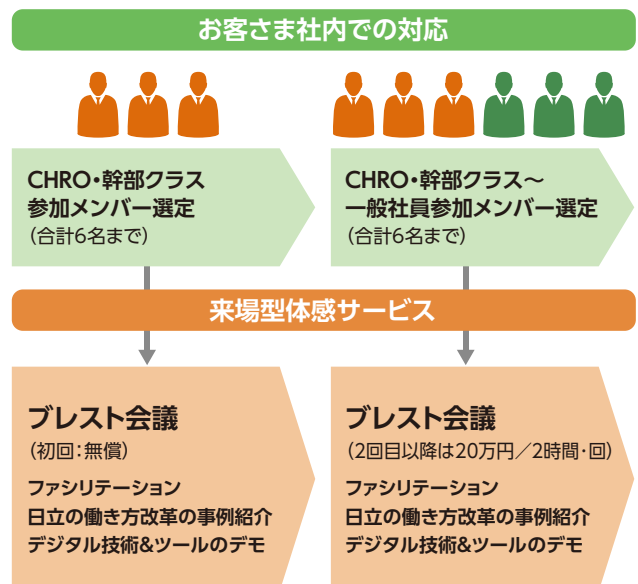 お客さま社内での対応
CHRO・幹部クラス
参加メンバー選定
（合計6名まで）
CHRO・幹部クラス～
一般社員参加メンバー選定
（合計6名まで）
来場型体感サービス
ブレスト会議
（初回：無償）
ファシリテーション
日立の働き方改革の事例紹介
デジタル技術&ツールのデモ
ブレスト会議
（2回目以降は20万円／2時間・回）
ファシリテーション
日立の働き方改革の事例紹介
デジタル技術&ツールのデモ